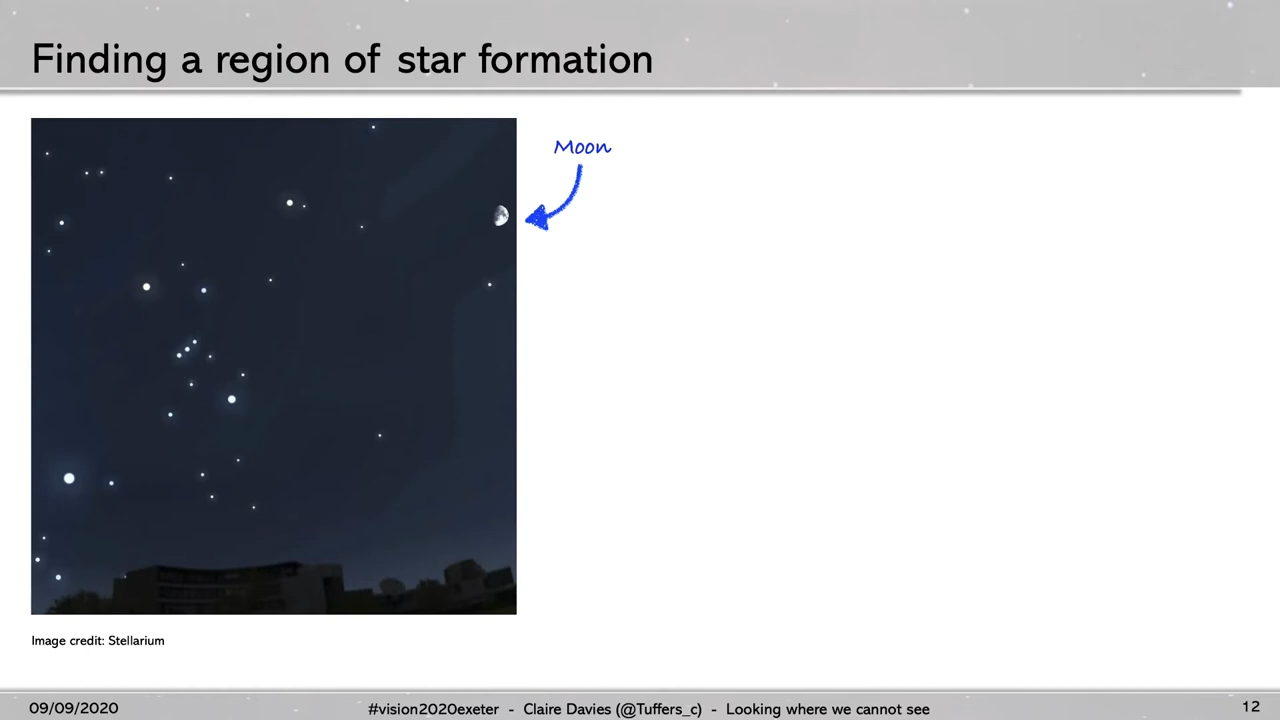 Finding a region of star formation
Moon
Image credit: Stellarium
09/09/2020
#vision2020exeter - Claire Davies (@Tuffers_c) - Looking where we cannot see
12